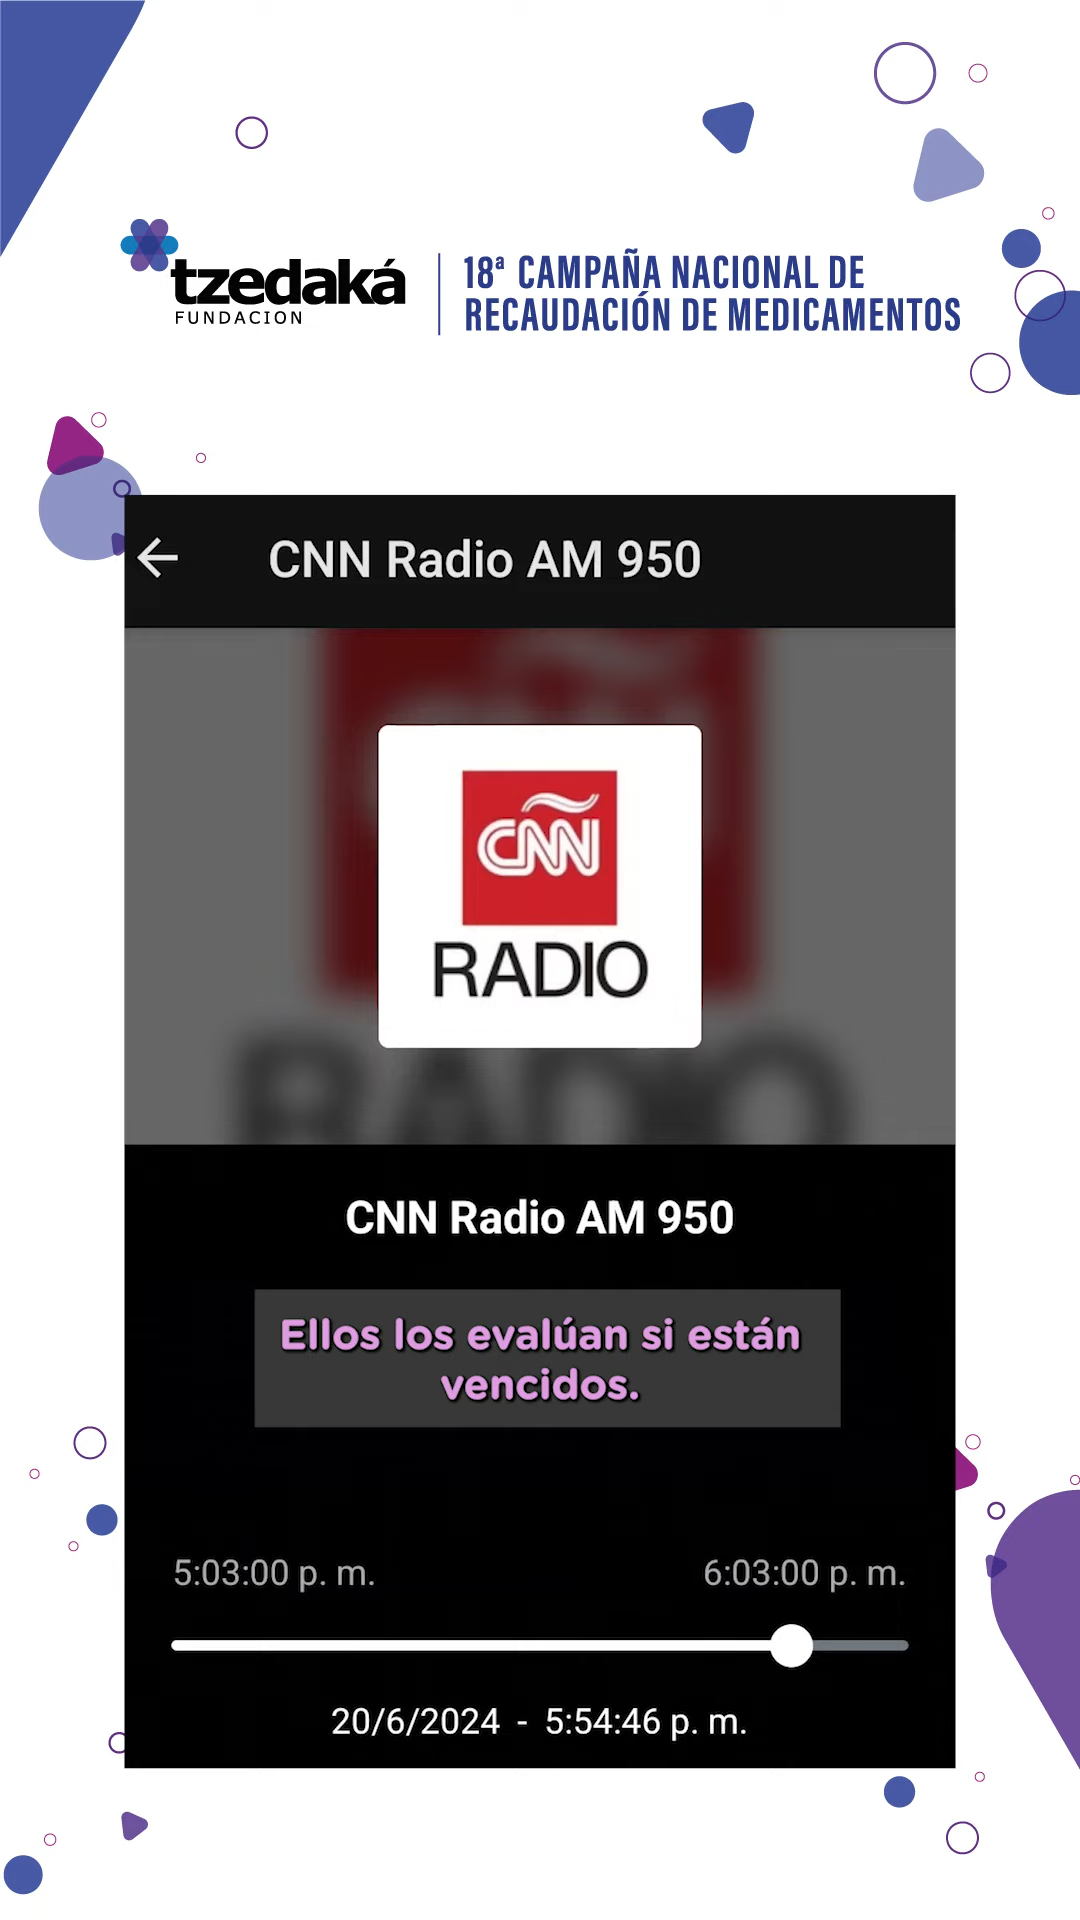 tzedaká
FUNDACION
18ª CAMPAÑA NACIONAL DE
RECAUDACIÓN DE MEDICAMENTOS
CNN Radio AM 950
CNN
RADIO
CNN Radio AM 950
Ellos los evalúan si están
vencidos.
5:03:00 p. m.
6:03:00 p. m.
20/6/2024 - 5:54:46 p. m.